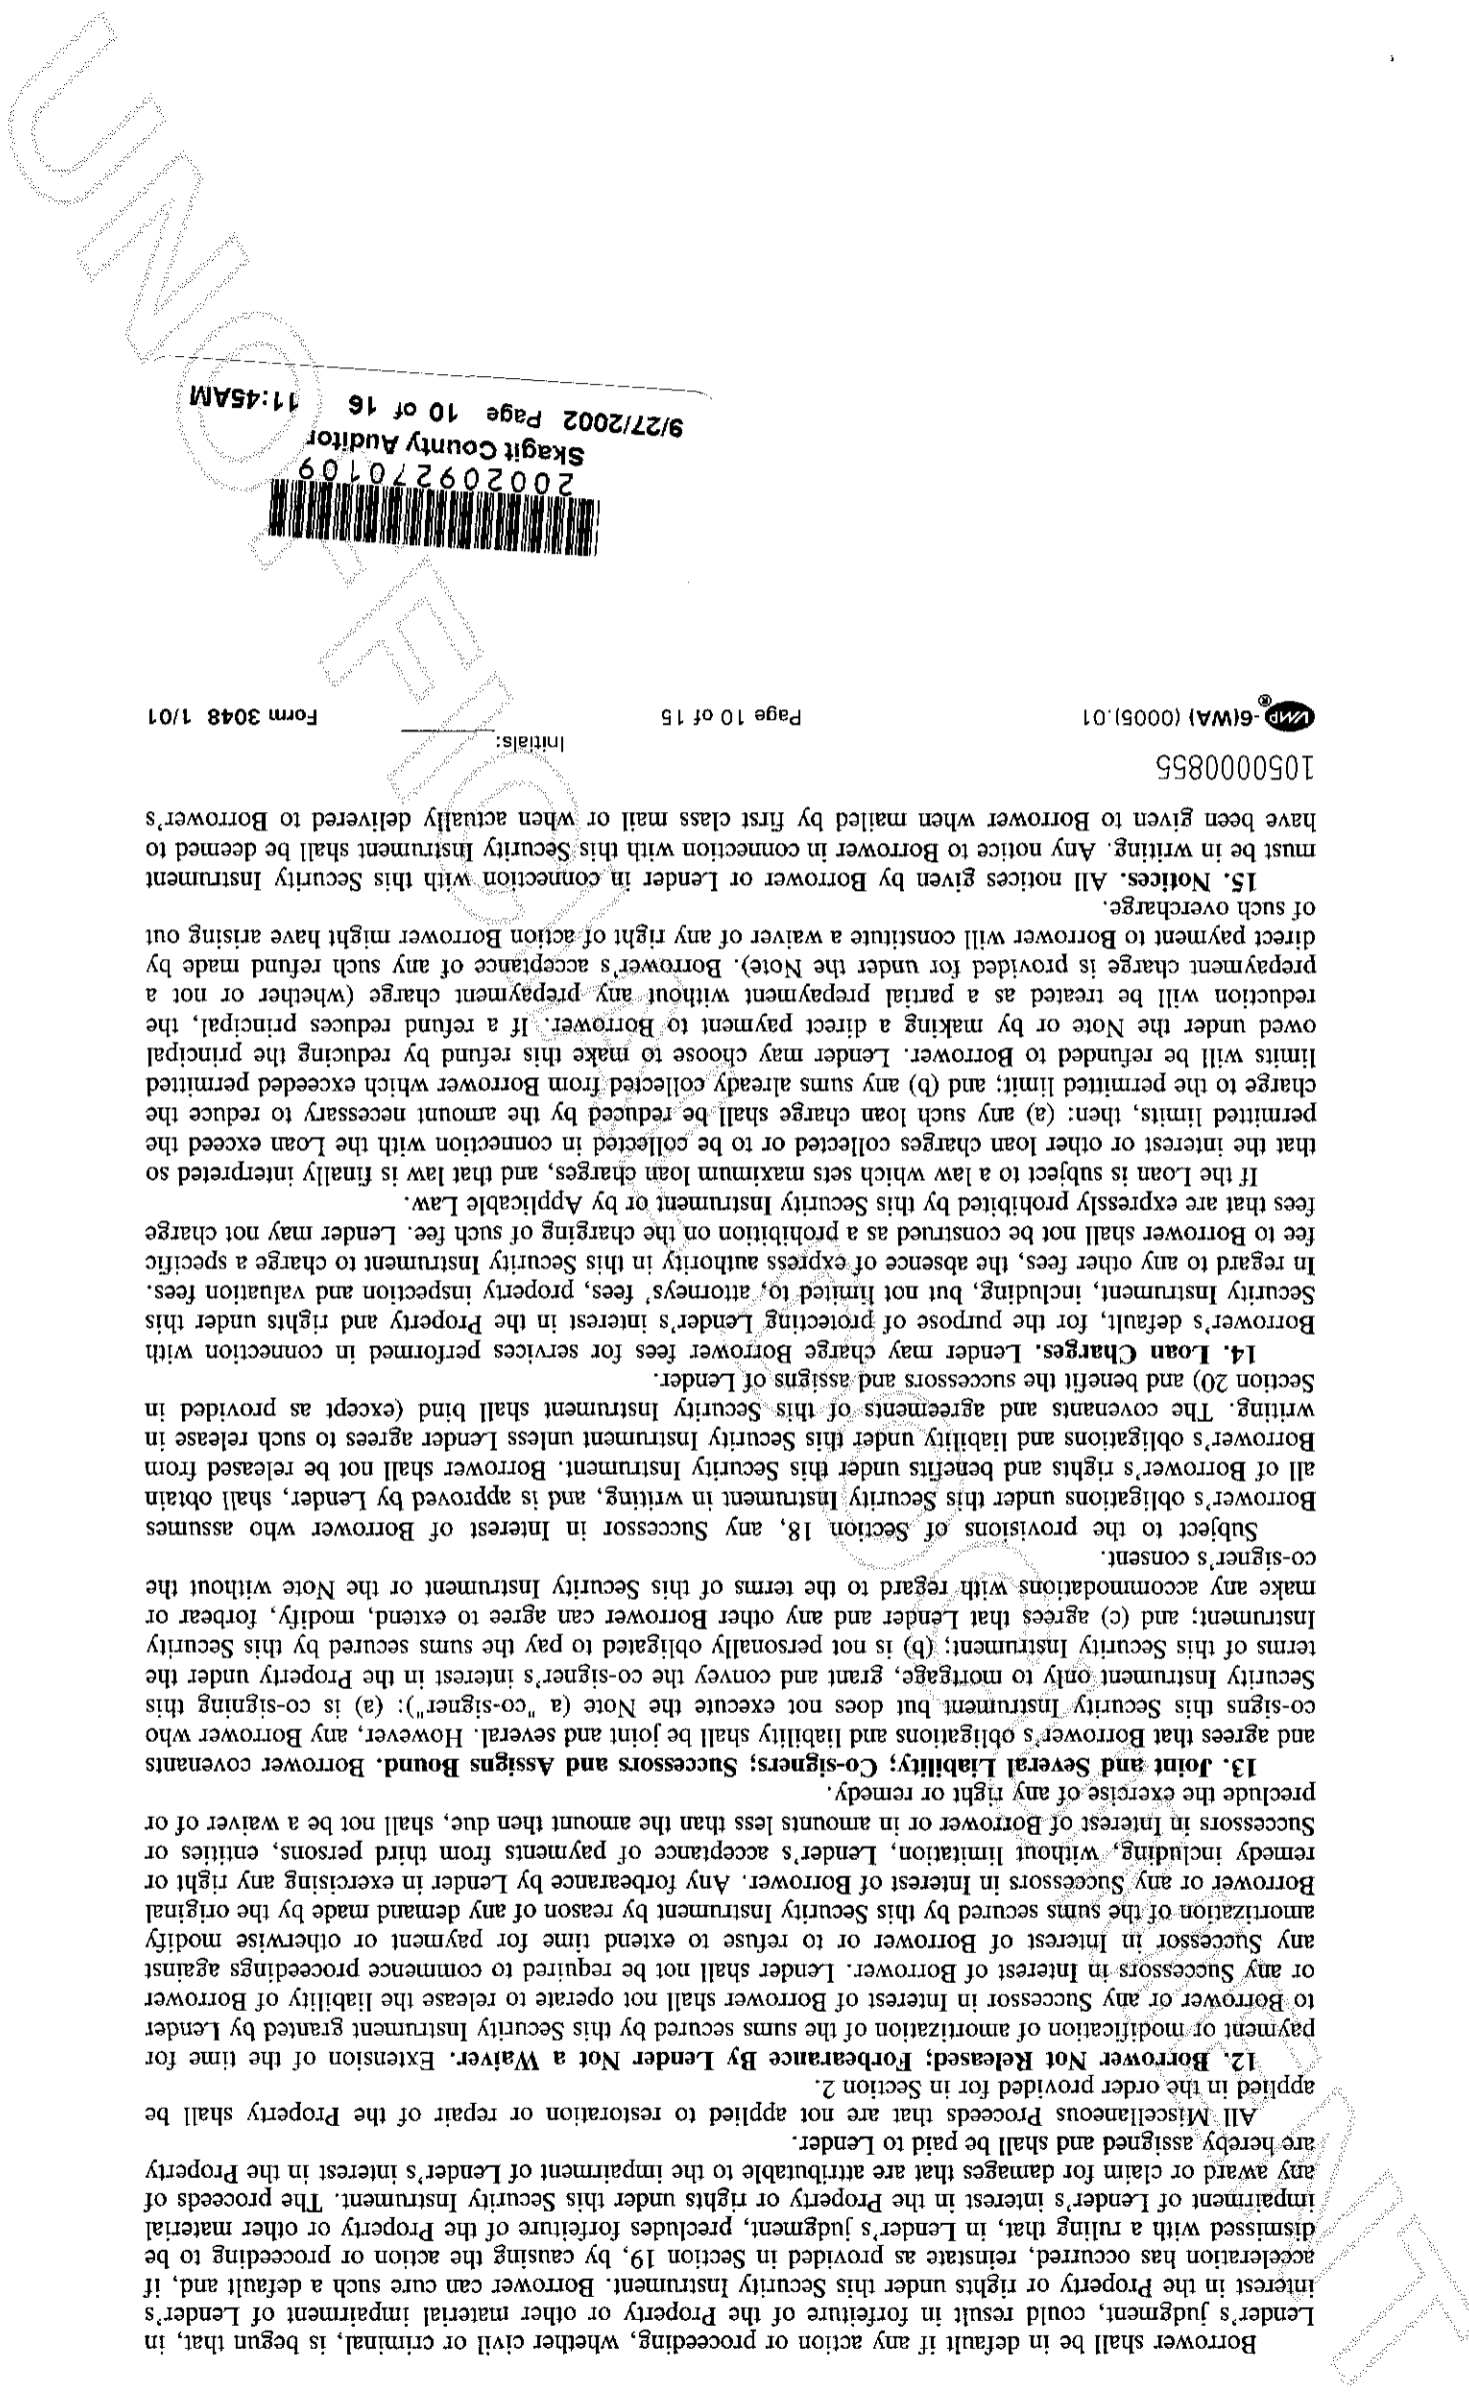 Borrower shall be in default if any action or proceeding, whether civil or criminal, is begun that, in
Lender's judgment, could result in forfeiture of the Property or other material impairment of Lender's
interest in the Property or rights under this Security Instrument. Borrower can cure such a default and, if
acceleration has occurred, reinstate as provided in Section 19, by causing the action or proceeding to be
dismissed with a ruling that, in Lender's judgment, precludes forfeiture of the Property or other material
impairment of Lender's interest in the Property or rights under this Security Instrument. The proceeds of
any award or claim for damages that are attributable to the impairment of Lender's interest in the Property
are hereby assigned and shall be paid to Lender.
All Miscellaneous Proceeds that are not applied to restoration or repair of the Property shall be
applied in the order provided for in Section 2.
12. Borrower Not Released; Forbearance By Lender Not a Waiver. Extension of the time for
payment or modification of amortization of the sums secured by this Security Instrument granted by Lender
to Borrower or any Successor in Interest of Borrower shall not operate to release the liability of Borrower
or any Successors in Interest of Borrower. Lender shall not be required to commence proceedings against
any Successor in Interest of Borrower or to refuse to extend time for payment or otherwise modify
amortization of the sums secured by this Security Instrument by reason of any demand made by the original
Borrower or any Successors in Interest of Borrower. Any forbearance by Lender in exercising any right or
remedy including, without limitation, Lender's acceptance of payments from third persons, entities or
Successors in Interest of Borrower or in amounts less than the amount then due, shall not be a waiver of or
preclude the exercise of any right or remedy.
13. Joint and Several Liability; Co-signers; Successors and Assigns Bound. Borrower covenants
and agrees that Borrower's obligations and liability shall be joint and several. However, any Borrower who
co-signs this Security Instrument but does not execute the Note (a "co-signer"): (a) is co-signing this
Security Instrument only to mortgage, grant and convey the co-signer's interest in the Property under the
terms of this Security Instrument; (b) is not personally obligated to pay the sums secured by this Security
Instrument; and (c) agrees that Lender and any other Borrower can agree to extend, modify, forbear or
make any accommodations with regard to the terms of this Security Instrument or the Note without the
co-signer's consent.
Subject to the provisions of Section 18, any Successor in Interest of Borrower who assumes
Borrower's obligations under this Security Instrument in writing, and is approved by Lender, shall obtain
all of Borrower's rights and benefits under this Security Instrument. Borrower shall not be released from
Borrower's obligations and liability under this Security Instrument unless Lender agrees to such release in
writing. The covenants and agreements of this Security Instrument shall bind (except as provided in
Section 20) and benefit the successors and assigns of Lender.
14. Loan Charges. Lender may charge Borrower fees for services performed in connection with
Borrower's default, for the purpose of protecting Lender's interest in the Property and rights under this
Security Instrument, including, but not limited to, attorneys' fees, property inspection and valuation fees.
In regard to any other fees, the absence of express authority in this Security Instrument to charge a specific
fee to Borrower shall not be construed as a prohibition on the charging of such fee. Lender may not charge
fees that are expressly prohibited by this Security Instrument or by Applicable Law.
If the Loan is subject to a law which sets maximum loan charges, and that law is finally interpreted so
that the interest or other loan charges collected or to be collected in connection with the Loan exceed the
permitted limits, then: (a) any such loan charge shall be reduced by the amount necessary to reduce the
charge to the permitted limit; and (b) any sums already collected from Borrower which exceeded permitted
limits will be refunded to Borrower. Lender may choose to make this refund by reducing the principal
owed under the Note or by making a direct payment to Borrower. If a refund reduces principal, the
reduction will be treated as a partial prepayment without any prepayment charge (whether or not a
prepayment charge is provided for under the Note). Borrower's acceptance of any such refund made by
direct payment to Borrower will constitute a waiver of any right of action Borrower might have arising out
of such overcharge.
15. Notices. All notices given by Borrower or Lender in connection with this Security Instrument
must be in writing. Any notice to Borrower in connection with this Security Instrument shall be deemed to
have been given to Borrower when mailed by first class mail or when actually delivered to Borrower's
1050000855
Initials:
VMP®-6(WA) (0005).01 Page 10 of 15 Form 3048 1/01
200209270109
Skagit County Auditor
9/27/2002 Page 10 of 16 11:45AM
UNOFFICIAL DOCUMENT